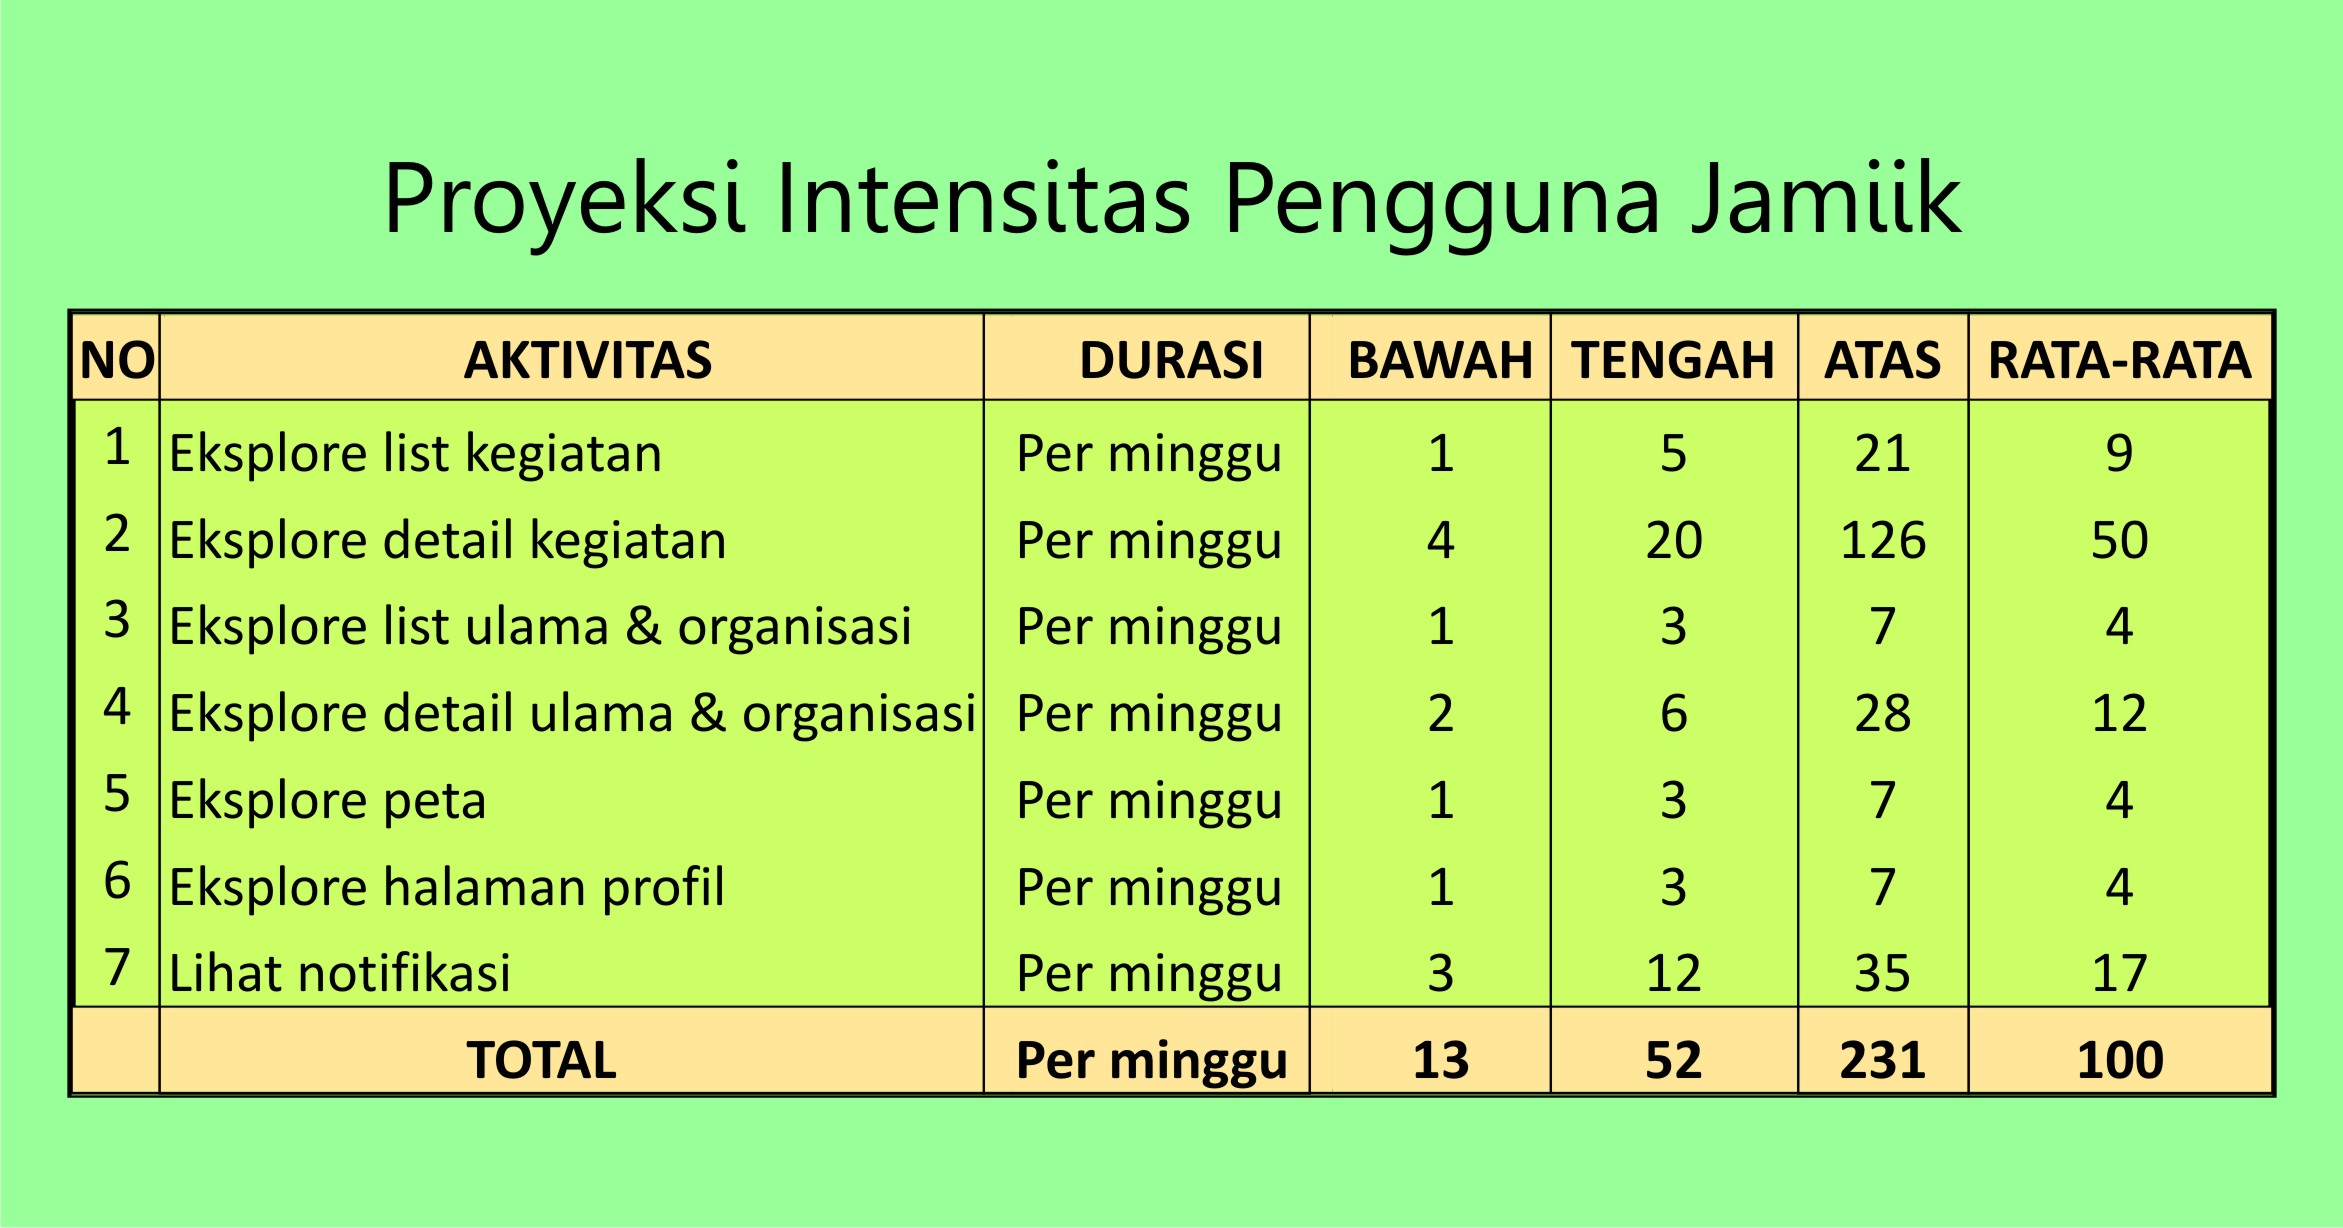 Proyeksi Intensitas Pengguna Jamiik
NO AKTIVITAS DURASI BAWAH TENGAH ATAS RATA-RATA
1 Eksplore list kegiatan Per minggu 1 5 21 9
2 Eksplore detail kegiatan Per minggu 4 20 126 50
3 Eksplore list ulama & organisasi Per minggu 1 3 7 4
4 Eksplore detail ulama & organisasi Per minggu 2 6 28 12
5 Eksplore peta Per minggu 1 3 7 4
6 Eksplore halaman profil Per minggu 1 3 7 4
7 Lihat notifikasi Per minggu 3 12 35 17
TOTAL Per minggu 13 52 231 100